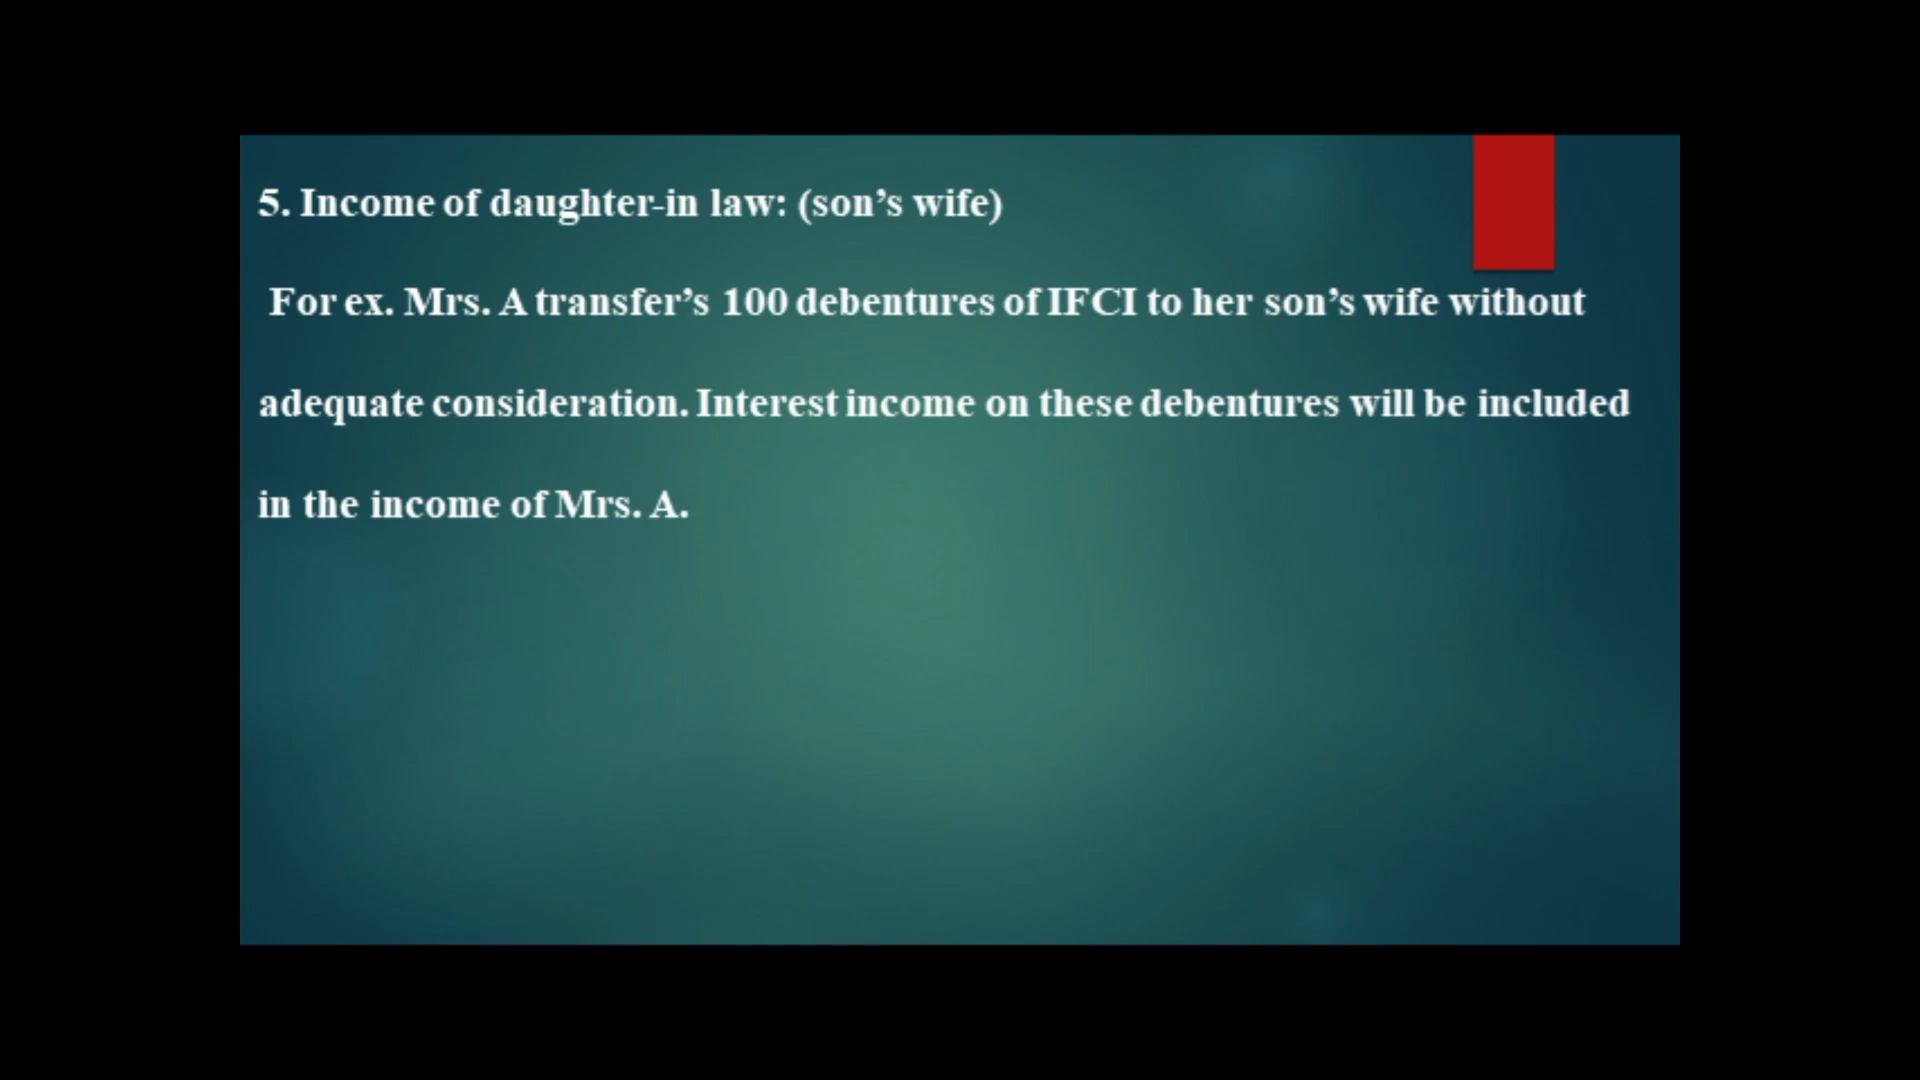 5. Income of daughter-in law: (son’s wife)
For ex. Mrs. A transfer’s 100 debentures of IFCI to her son’s wife without
adequate consideration. Interest income on these debentures will be included
in the income of Mrs. A.